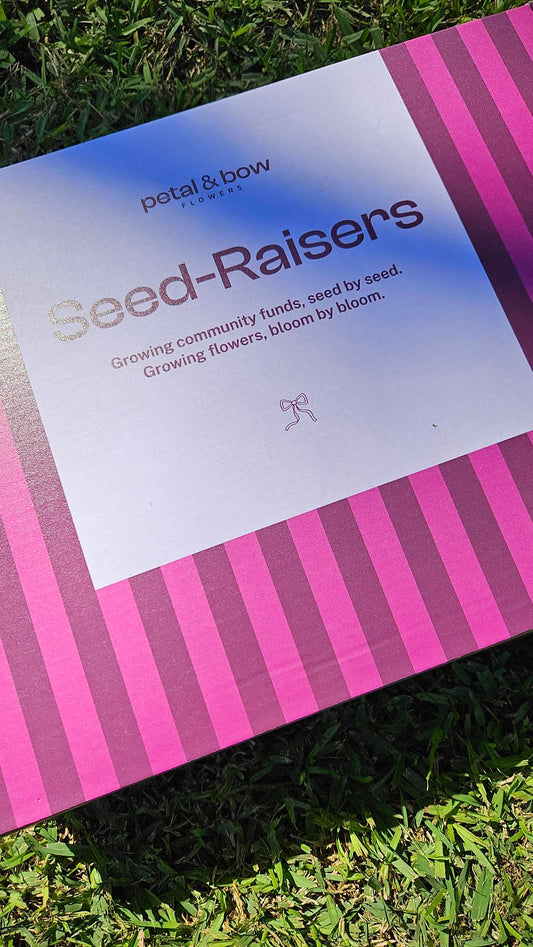 petal & bow
FLOWERS
Seed-Raisers
Growing community funds, seed by seed.
Growing flowers, bloom by bloom.